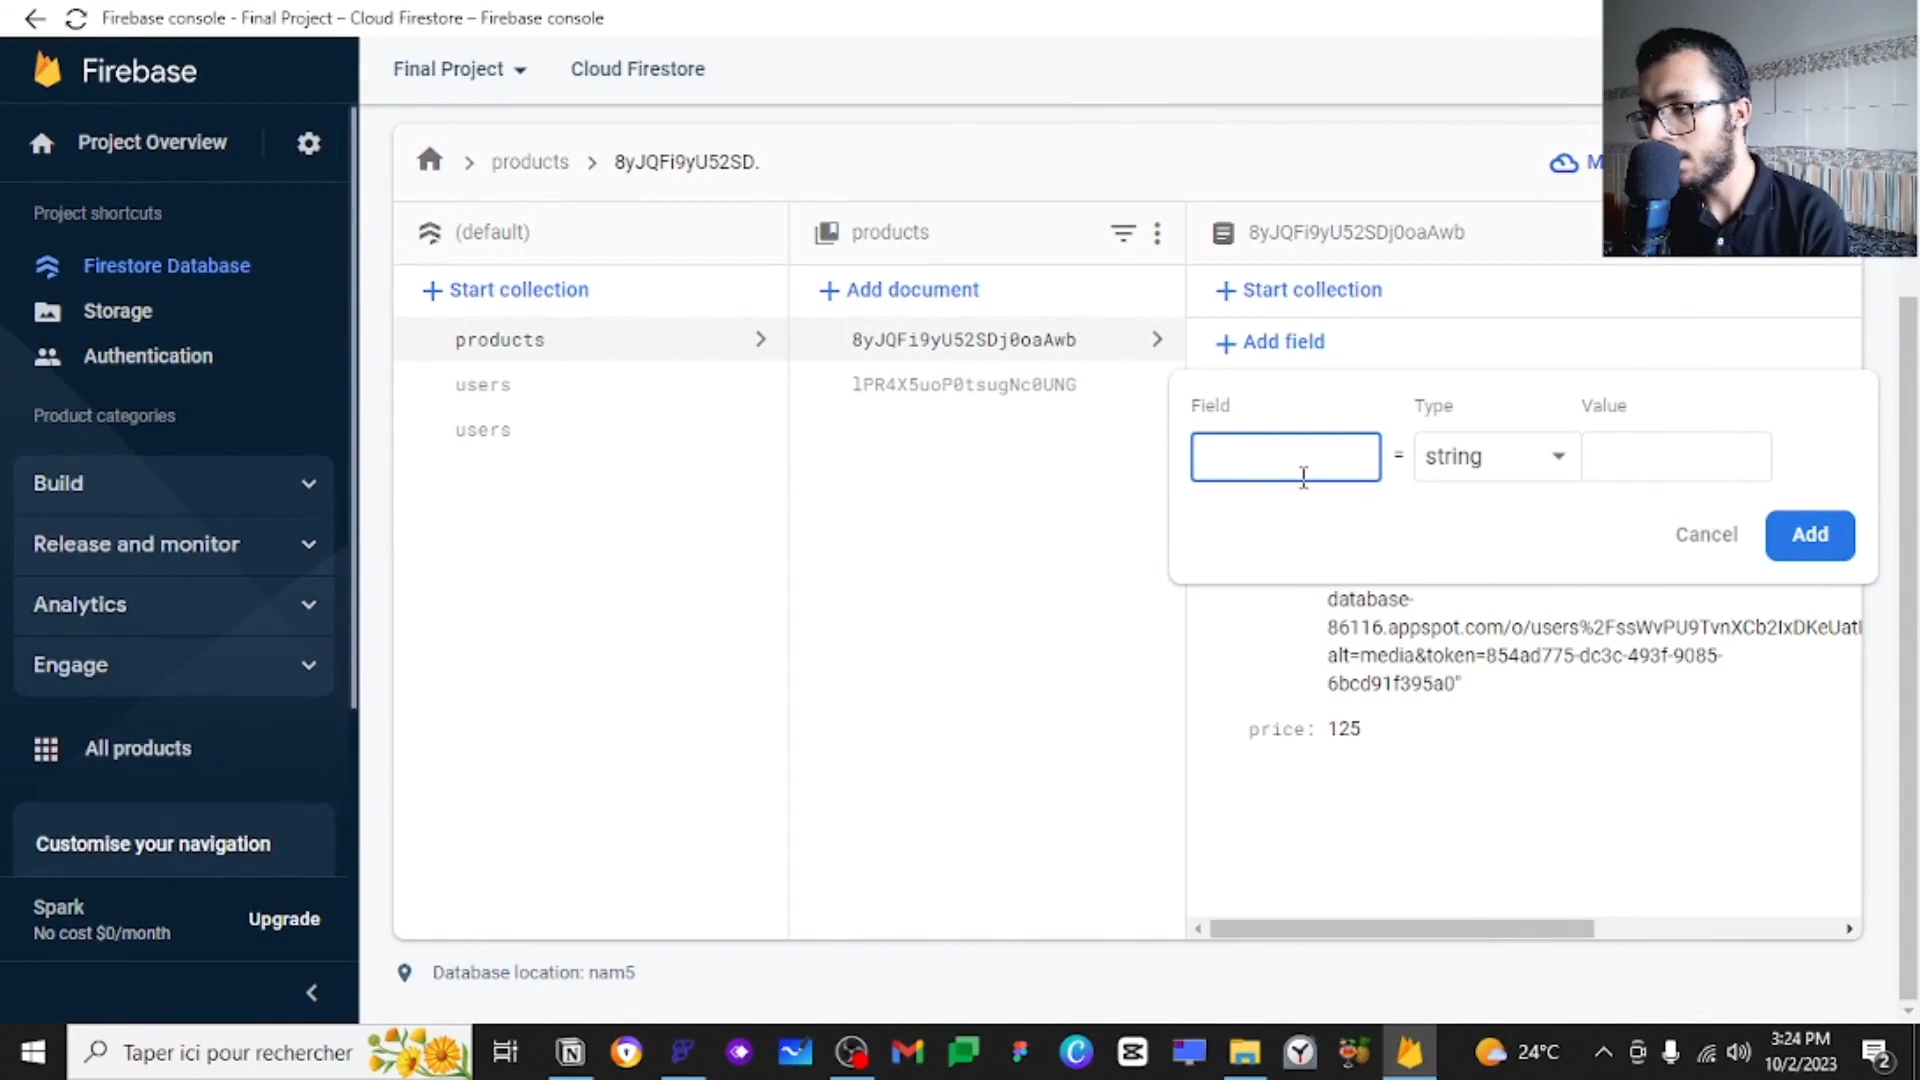 Firebase console - Final Project – Cloud Firestore – Firebase console
Firebase
Final Project
Cloud Firestore
Project Overview
Project shortcuts
Firestore Database
Storage
Authentication
Product categories
Build
Release and monitor
Analytics
Engage
All products
Customise your navigation
Spark
No cost $0/month
Upgrade
products
8yJQFi9yU52SD.
M
(default)
products
8yJQFi9yU52SDj0oaAwb
Start collection
Add document
Start collection
products
8yJQFi9yU52SDj0oaAwb
Add field
users
lPR4X5uoP0tsugNc0UNG
users
Field
Type
Value
=
string
Cancel
Add
database-
86116.appspot.com/o/users%2FssWvPU9TvnXCb2IxDKeUatl
alt=media&token=854ad775-dc3c-493f-9085-
6bcd91f395a0"
price: 125
Database location: nam5
Taper ici pour rechercher
24°C
3:24 PM
10/2/2023
2